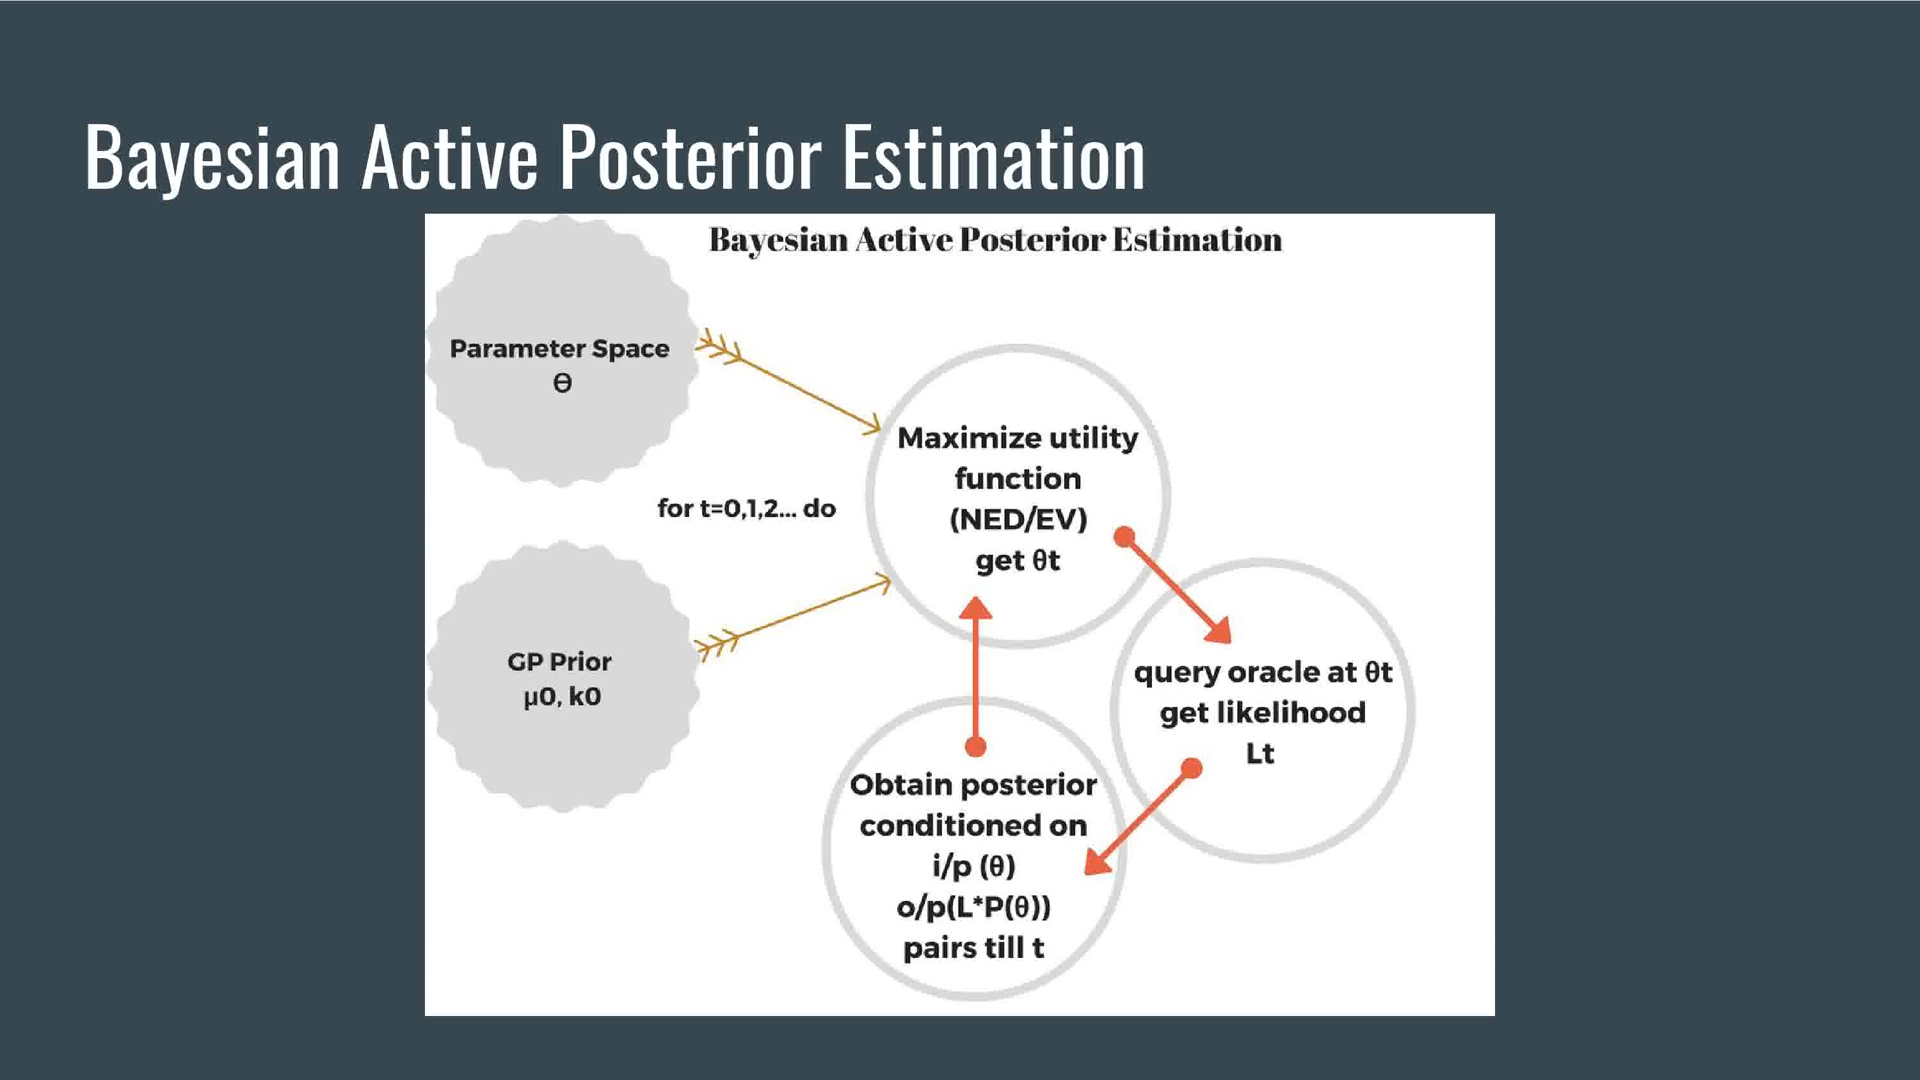 Bayesian Active Posterior Estimation
Bayesian Active Posterior Estimation
Parameter Space
ϴ
for t=0,1,2... do
GP Prior
μ0, k0
Maximize utility
function
(NED/EV)
get θt
query oracle at θt
get likelihood
Lt
Obtain posterior
conditioned on
i/p (θ)
o/p(L*P(θ))
pairs till t